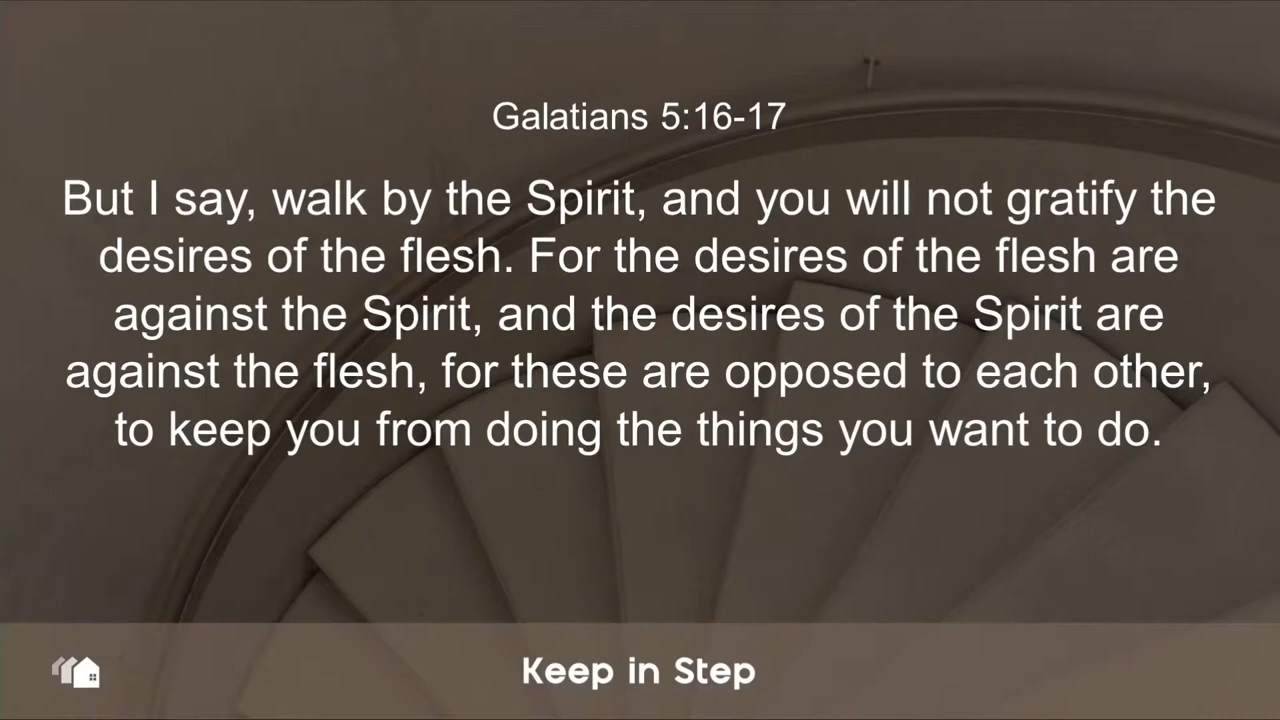 Galatians 5:16-17
But I say, walk by the Spirit, and you will not gratify the
desires of the flesh. For the desires of the flesh are
against the Spirit, and the desires of the Spirit are
against the flesh, for these are opposed to each other,
to keep you from doing the things you want to do.
Keep in Step